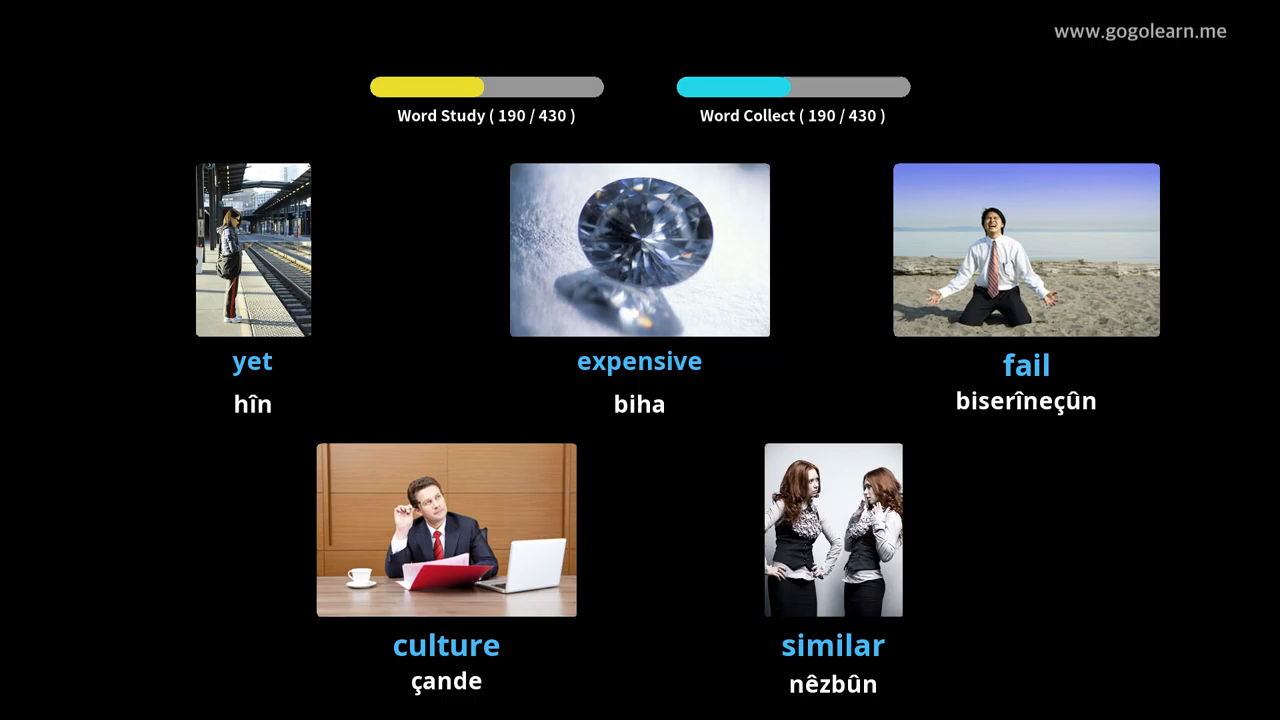 www.gogolearn.me
Word Study ( 190 / 430 )
Word Collect ( 190 / 430 )
yet
hîn
expensive
biha
fail
biserîneçûn
culture
çande
similar
nêzbûn